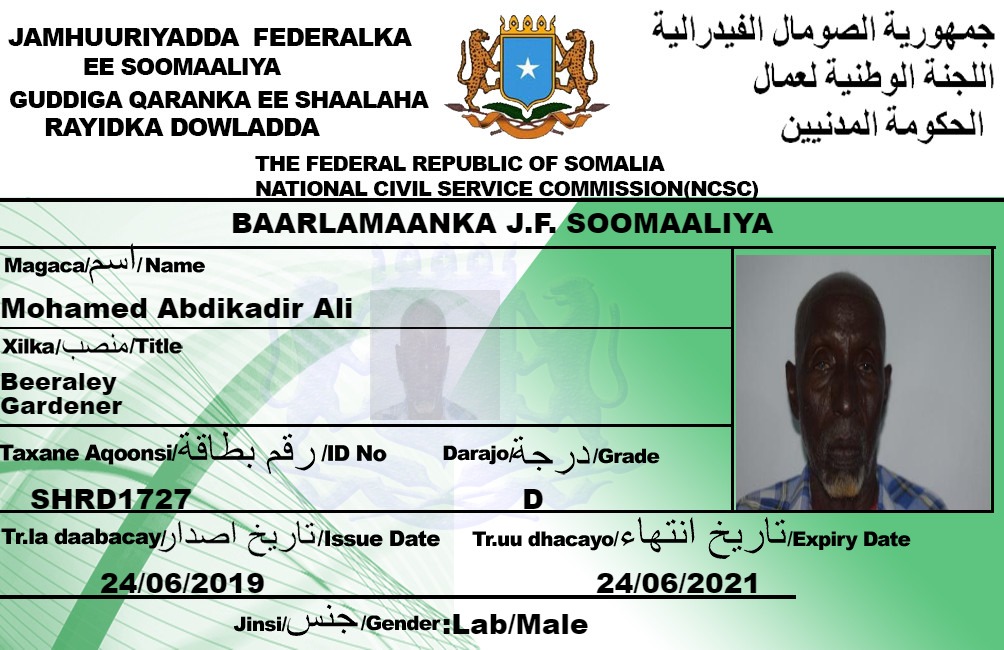 JAMHUURIYADDA FEDERALKA
EE SOOMAALIYA
GUDDIGA QARANKA EE SHAALAHA
RAYIDKA DOWLADDA
جمهورية الصومال الفيدرالية
اللجنة الوطنية لعمال
الحكومة المدنيين
THE FEDERAL REPUBLIC OF SOMALIA
NATIONAL CIVIL SERVICE COMMISSION(NCSC)
BAARLAMAANKA J.F. SOOMAALIYA
Magaca/اسم/Name
Mohamed Abdikadir Ali
Xilka/منصب/Title
Beeraley
Gardener
Taxane Aqoonsi/رقم بطاقة/ID No Darajo/درجة/Grade
SHRD1727 D
Tr.la daabacay/تاريخ اصدار/Issue Date Tr.uu dhacayo/تاريخ انتهاء/Expiry Date
24/06/2019 24/06/2021
Jinsi/جنس/Gender:Lab/Male